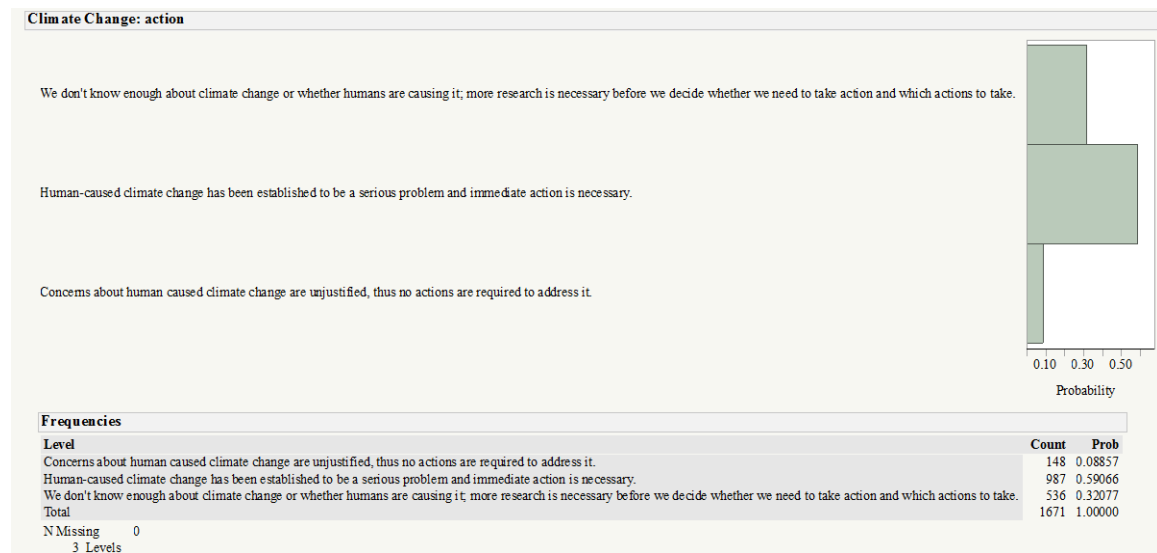 Climate Change: action
We don't know enough about climate change or whether humans are causing it; more research is necessary before we decide whether we need to take action and which actions to take.
Human-caused climate change has been established to be a serious problem and immediate action is necessary.
Concerns about human caused climate change are unjustified, thus no actions are required to address it.
0.10 0.30 0.50
Probability
Frequencies
Level Count Prob
Concerns about human caused climate change are unjustified, thus no actions are required to address it. 148 0.08857
Human-caused climate change has been established to be a serious problem and immediate action is necessary. 987 0.59066
We don't know enough about climate change or whether humans are causing it; more research is necessary before we decide whether we need to take action and which actions to take. 536 0.32077
Total 1671 1.00000
N Missing 0
3 Levels